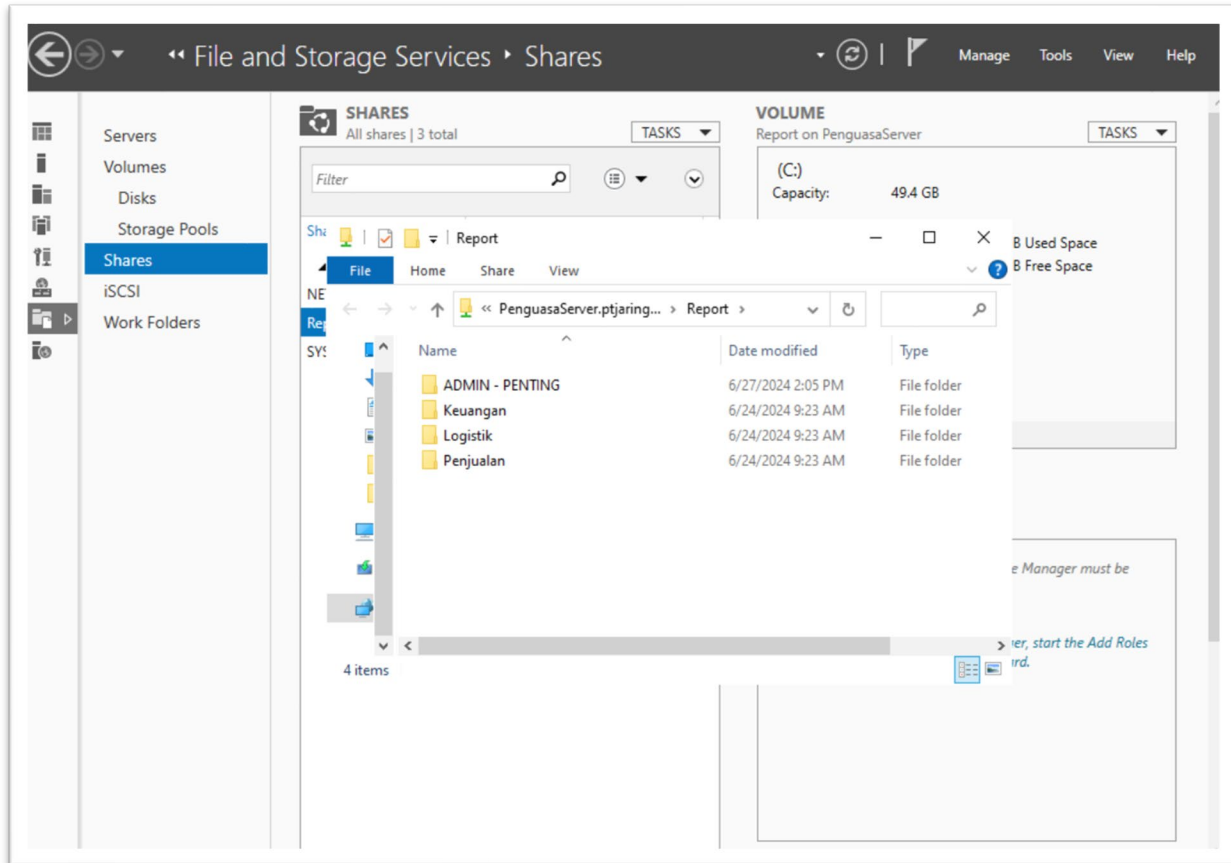 File and Storage Services ‣ Shares
Manage Tools View Help
Servers
Volumes
Disks
Storage Pools
Shares
iSCSI
Work Folders
SHARES
All shares | 3 total
TASKS
Filter
VOLUME
Report on PenguasaServer
TASKS
(C:)
Capacity: 49.4 GB
B Used Space
B Free Space
Report
File Home Share View
« PenguasaServer.ptjaring... › Report ›
Name Date modified Type
ADMIN - PENTING 6/27/2024 2:05 PM File folder
Keuangan 6/24/2024 9:23 AM File folder
Logistik 6/24/2024 9:23 AM File folder
Penjualan 6/24/2024 9:23 AM File folder
4 items
e Manager must be
er, start the Add Roles
rd.